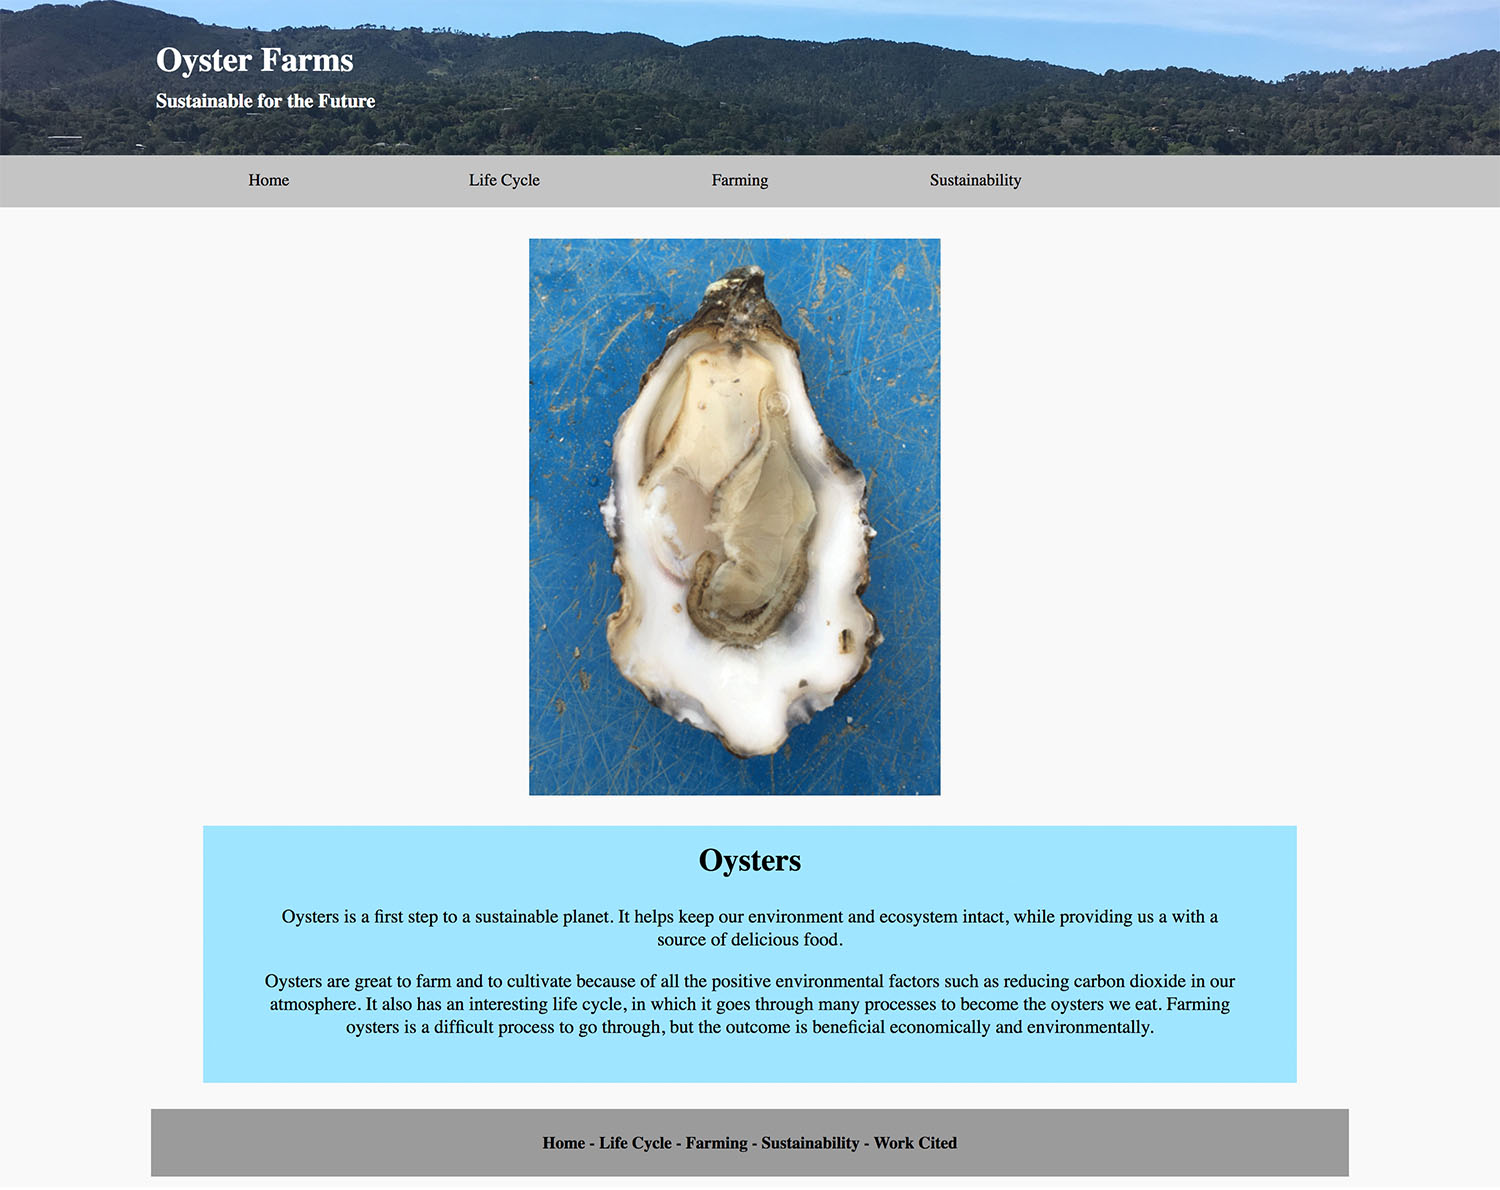 Oyster Farms
Sustainable for the Future
Home Life Cycle Farming Sustainability
Oysters
Oysters is a first step to a sustainable planet. It helps keep our environment and ecosystem intact, while providing us a with a
source of delicious food.
Oysters are great to farm and to cultivate because of all the positive environmental factors such as reducing carbon dioxide in our
atmosphere. It also has an interesting life cycle, in which it goes through many processes to become the oysters we eat. Farming
oysters is a difficult process to go through, but the outcome is beneficial economically and environmentally.
Home - Life Cycle - Farming - Sustainability - Work Cited